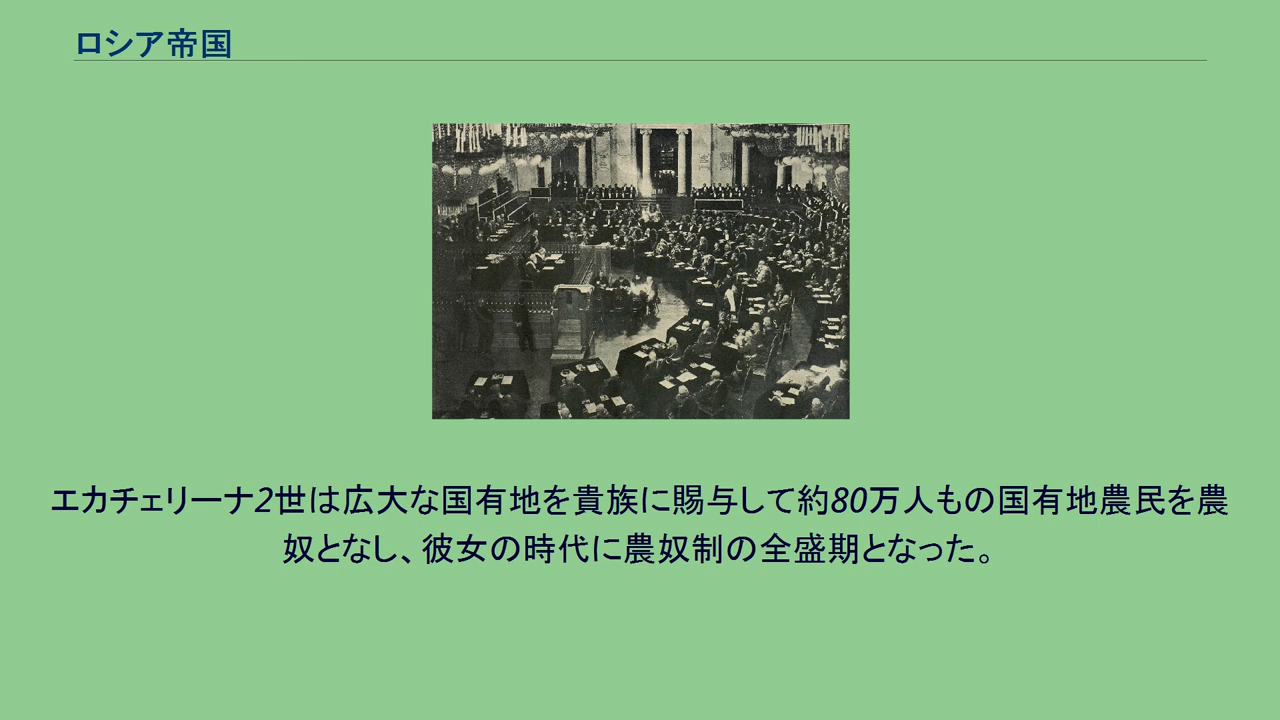 ロシア帝国
エカチェリーナ2世は広大な国有地を貴族に賜与して約80万人もの国有地農民を農
奴となし、彼女の時代に農奴制の全盛期となった。